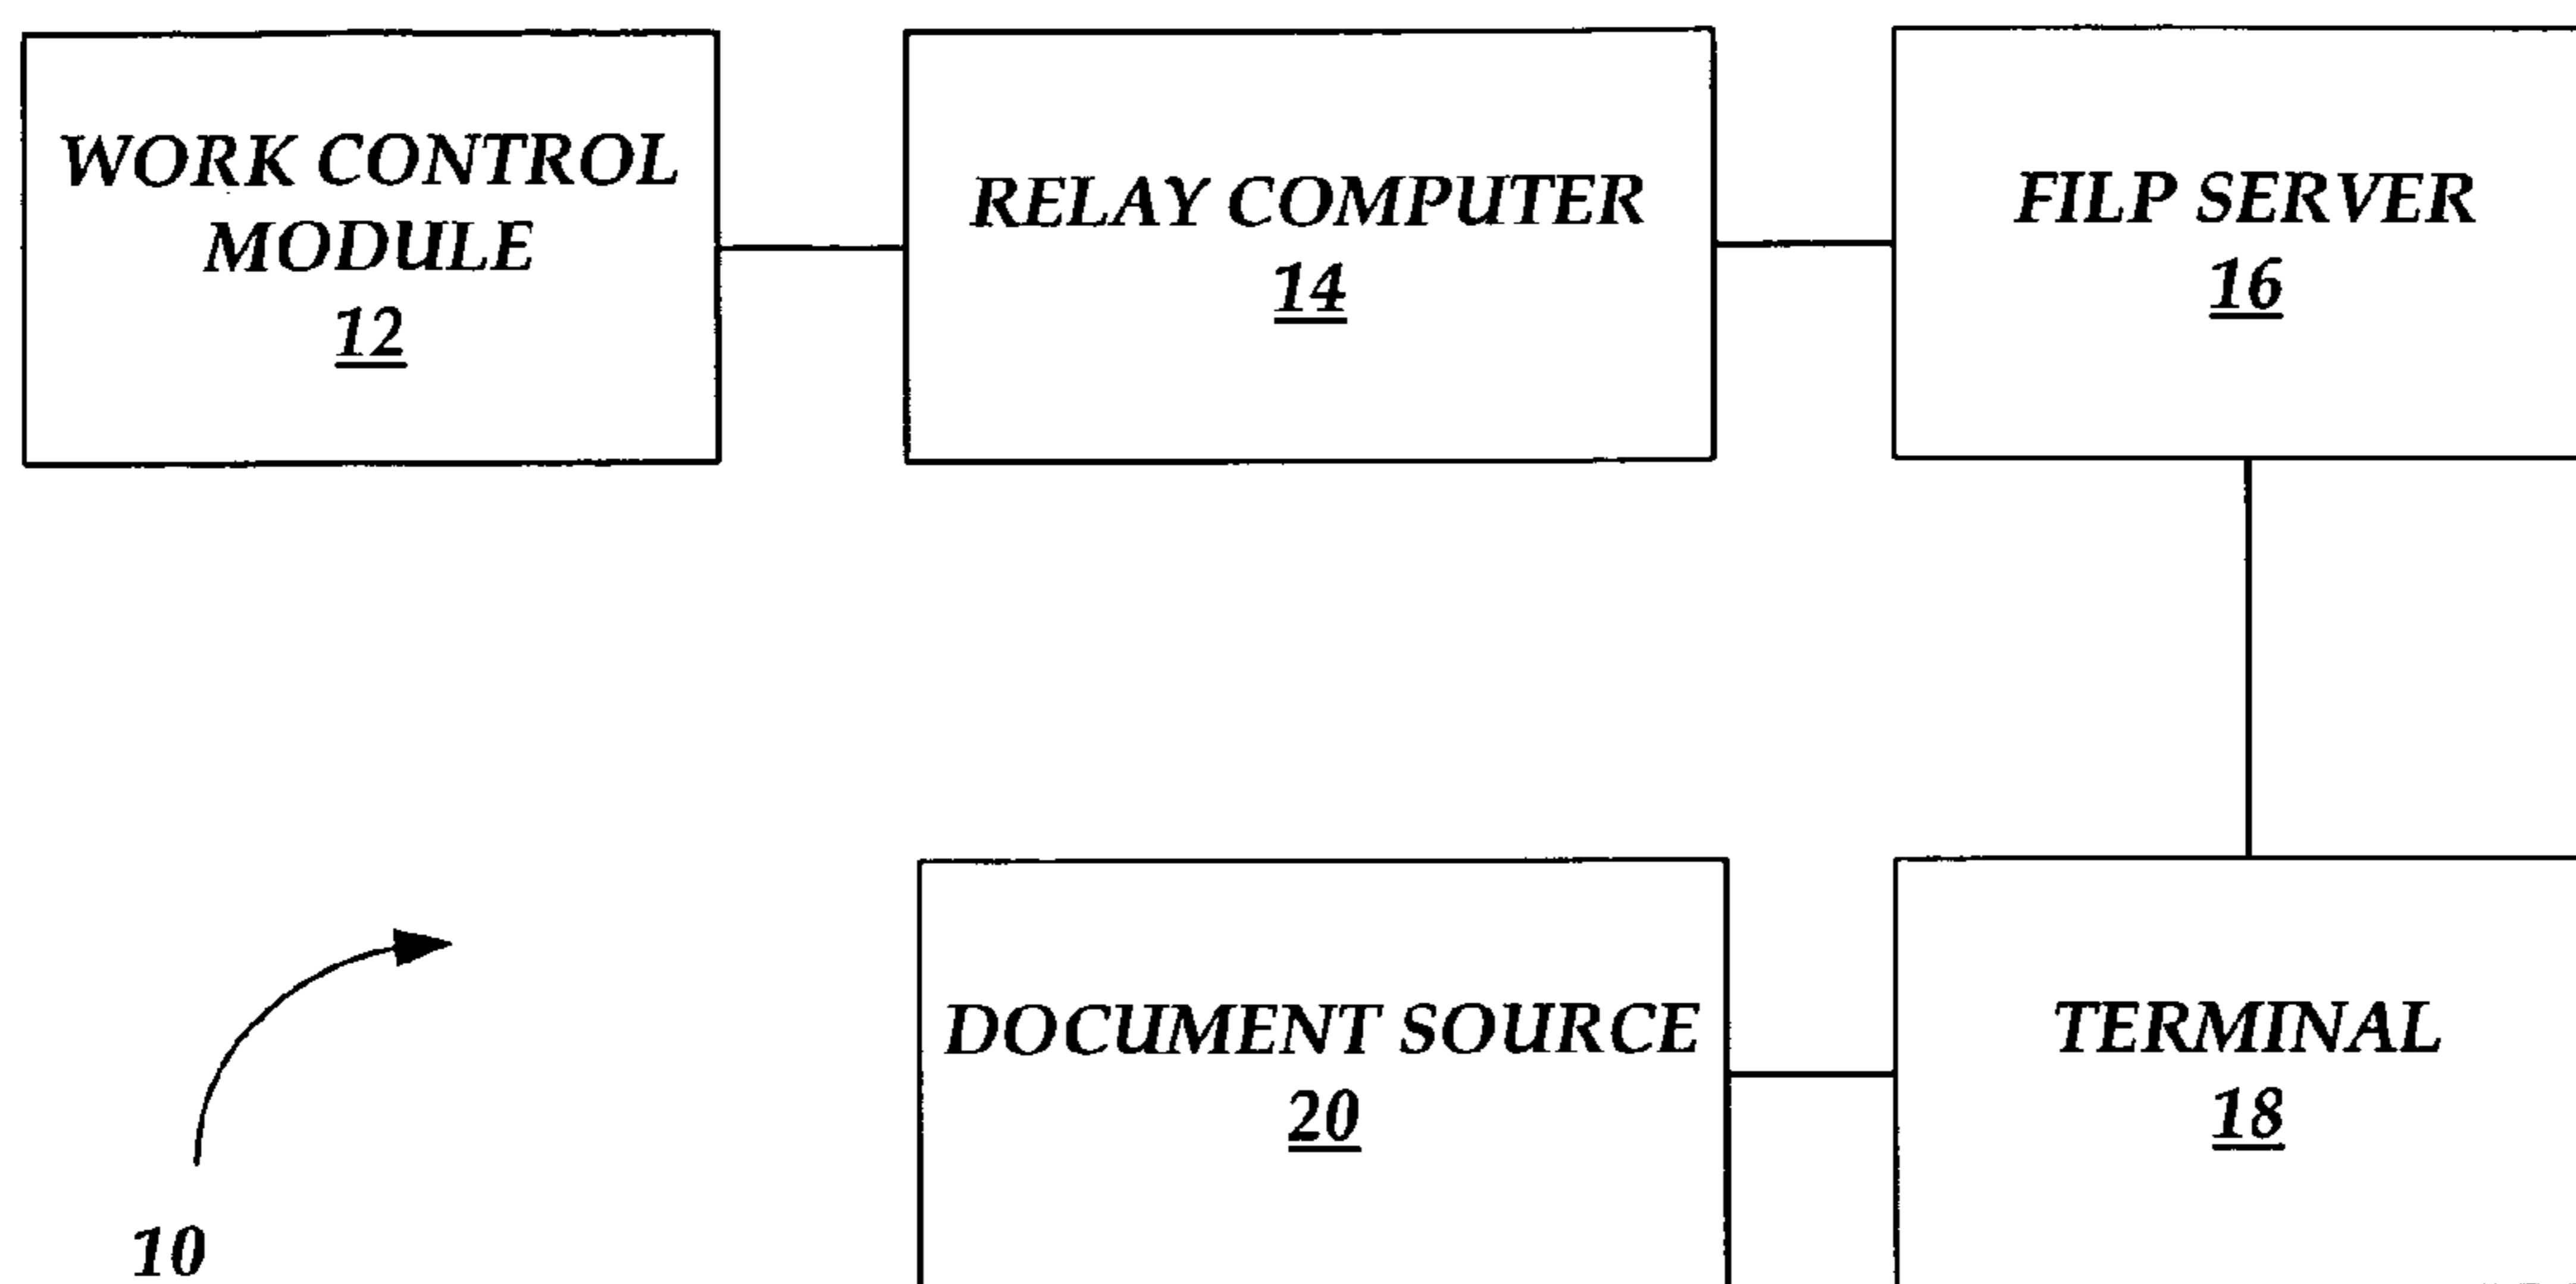 WORK CONTROL
MODULE
12
RELAY COMPUTER
14
FILP SERVER
16
DOCUMENT SOURCE
20
TERMINAL
18
10